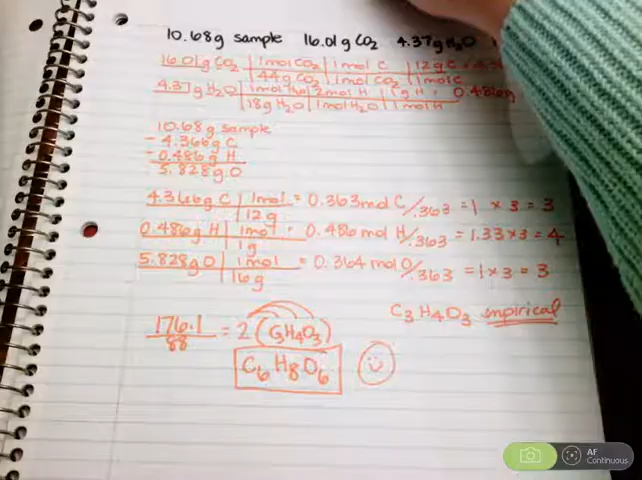 10.68g sample 16.01g CO2 4.37g H2O
16.01g CO2 | 1mol CO2 | 1mol C | 12g C =
44g CO2 | 1mol CO2 | 1mol C
4.37g H2O | 1mol H2O | 2mol H | 1g H = 0.486g
18g H2O | 1mol H2O | 1mol H
10.68g sample
- 4.366g C
- 0.486g H
5.828g O
4.366g C | 1mol = 0.363mol C/.363 = 1 × 3 = 3
12g
0.486g H | 1mol = 0.486 mol H/.363 = 1.33×3 = 4
1g
5.828g O | 1mol = 0.364 mol O/.363 = 1 × 3 = 3
16g
C3H4O3 empirical
176.1 = 2 (C3H4O3)
88
C6H8O6
AF
Continuous